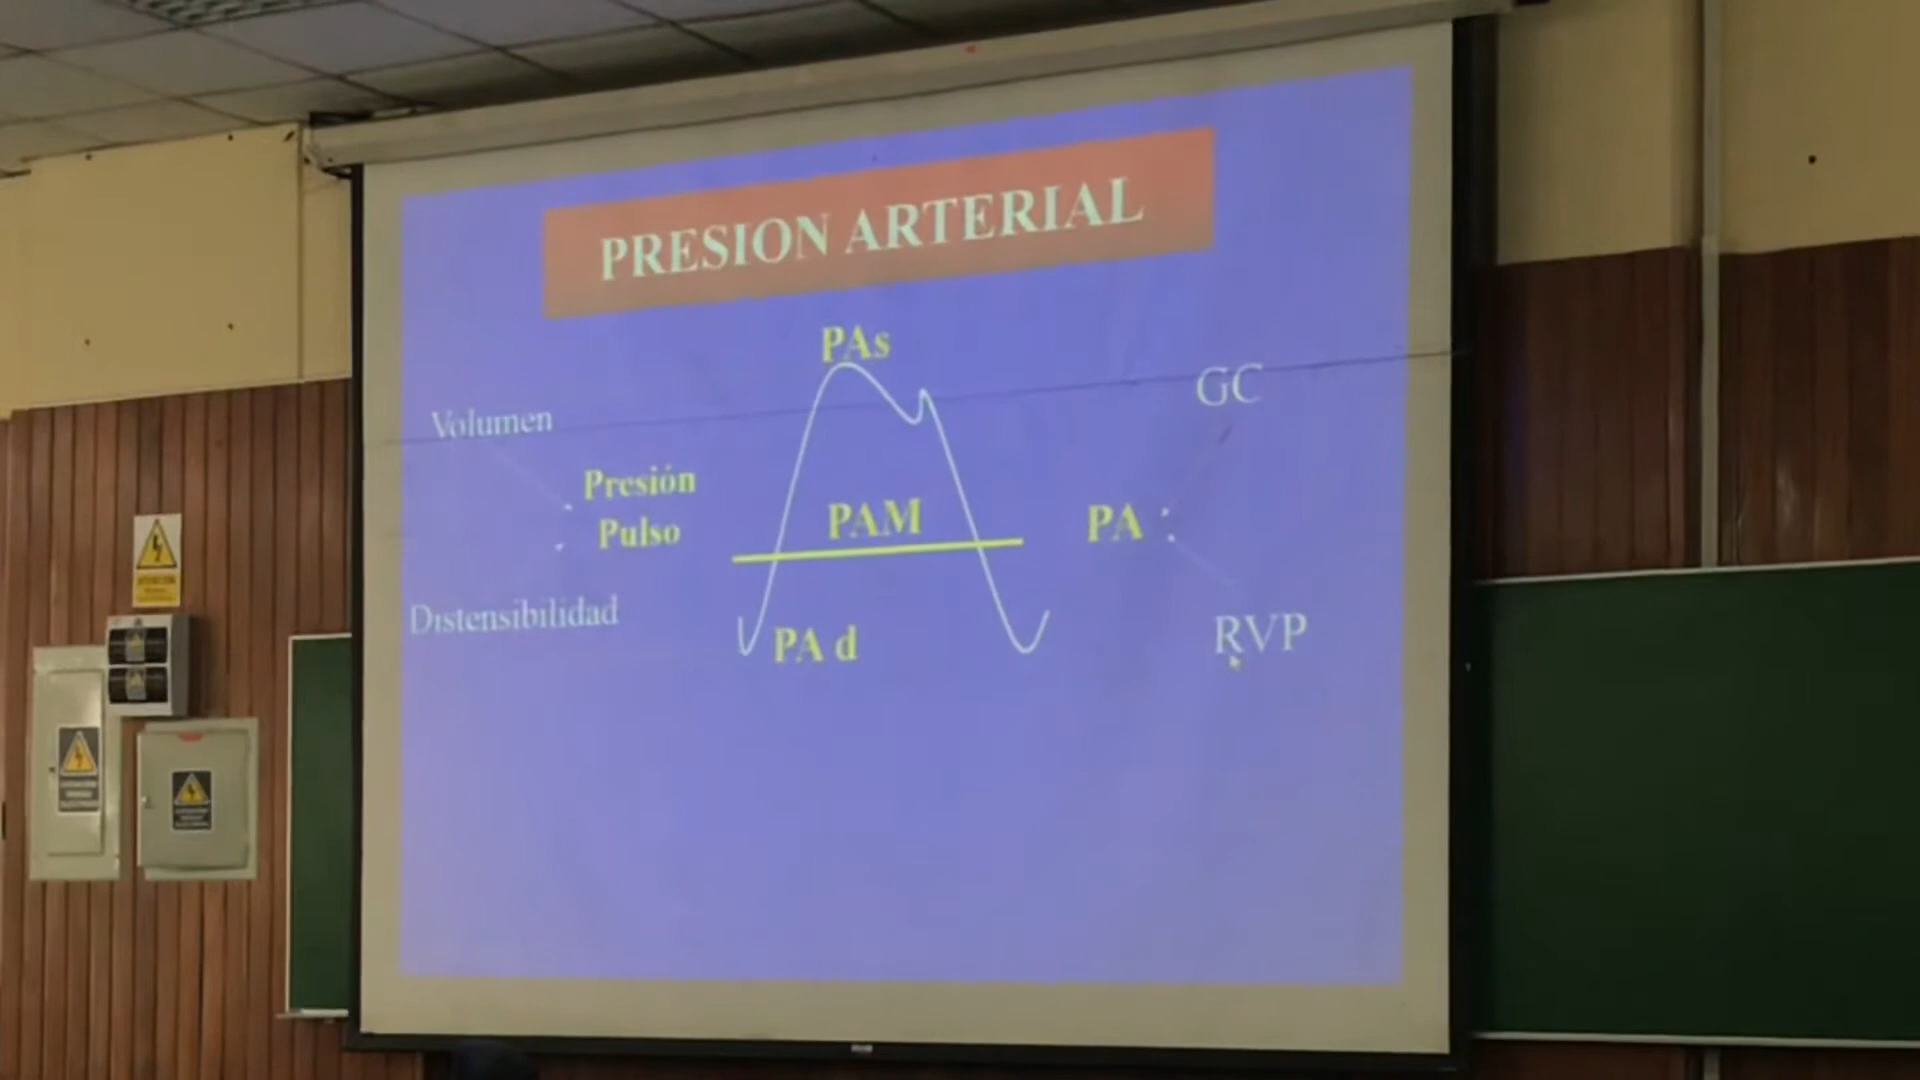 PRESION ARTERIAL
PAs
GC
Volumen
Presión
Pulso
PAM
PA
Distensibilidad
PA d
RVP